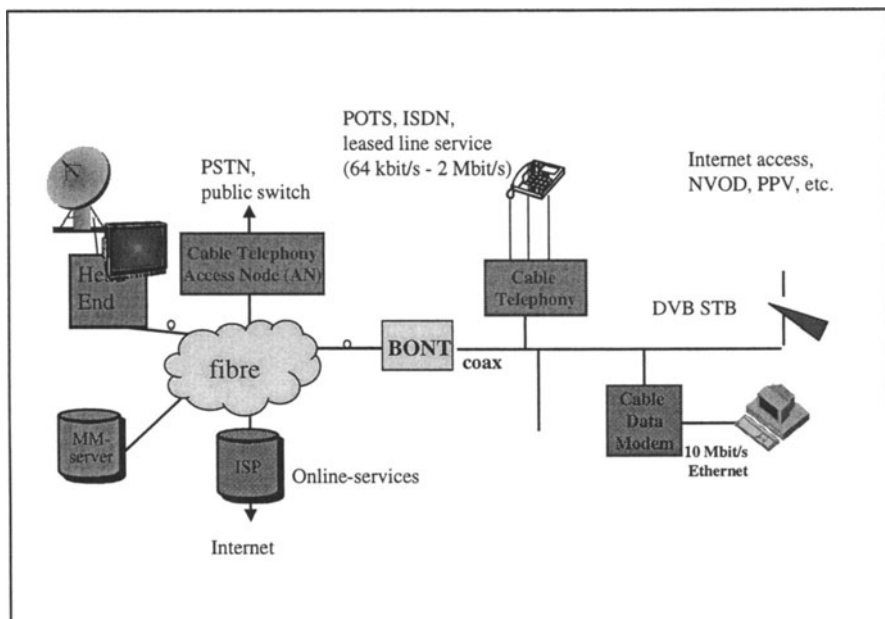 POTS, ISDN,
leased line service
(64 kbit/s - 2 Mbit/s)
PSTN,
public switch
Internet access,
NVOD, PPV, etc.
Cable Telephony
Access Node (AN)
Head
End
Cable
Telephony
DVB STB
BONT
coax
fibre
MM-
server
ISP
Online-services
Cable
Data
Modem
10 Mbit/s
Ethernet
Internet